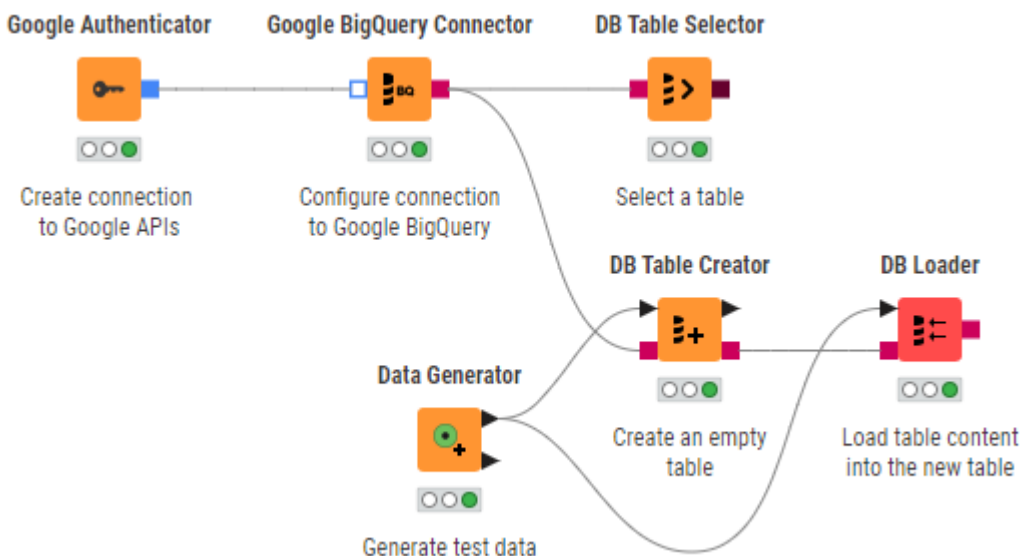 Google Authenticator
Google BigQuery Connector
DB Table Selector
BQ
Create connection
to Google APIs
Configure connection
to Google BigQuery
Select a table
DB Table Creator
DB Loader
Data Generator
Create an empty
table
Load table content
into the new table
Generate test data